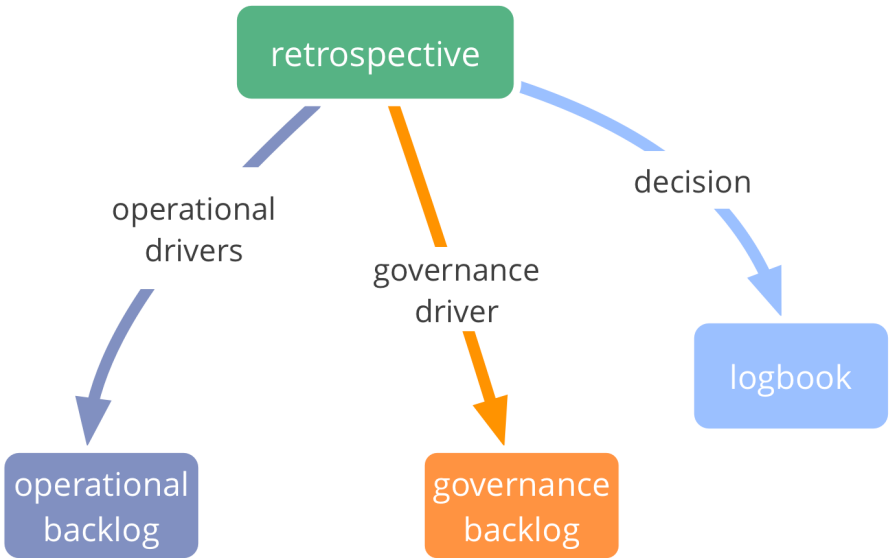 retrospective
decision
operational
drivers
governance
driver
logbook
operational
backlog
governance
backlog